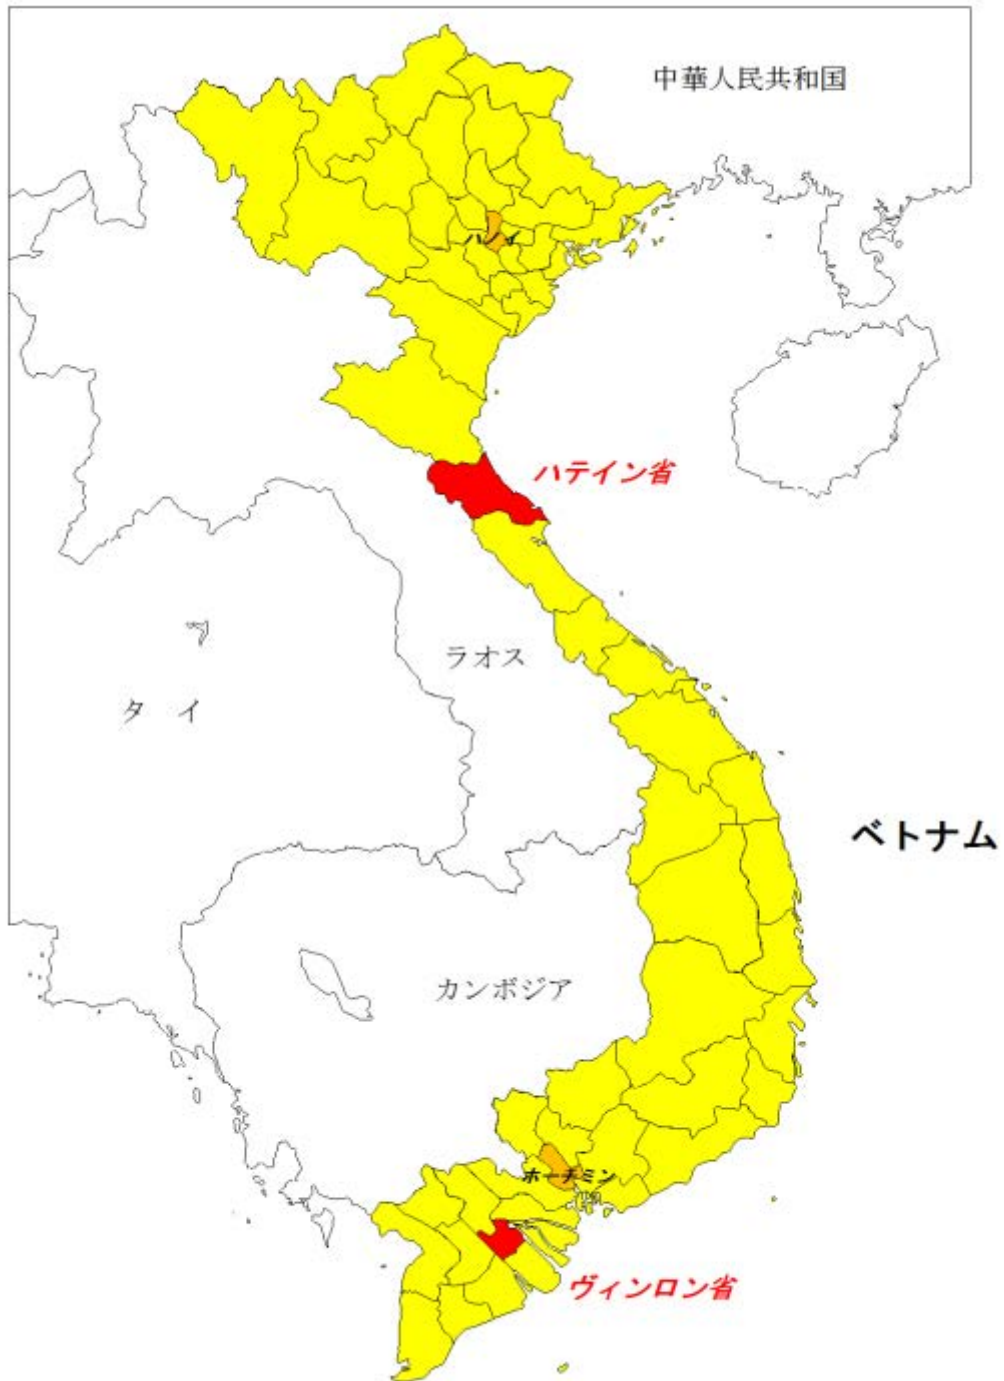 中華人民共和国
ハノイ
ハテイン省
ラオス
タイ
ベトナム
カンボジア
ホーチミン
ヴィンロン省